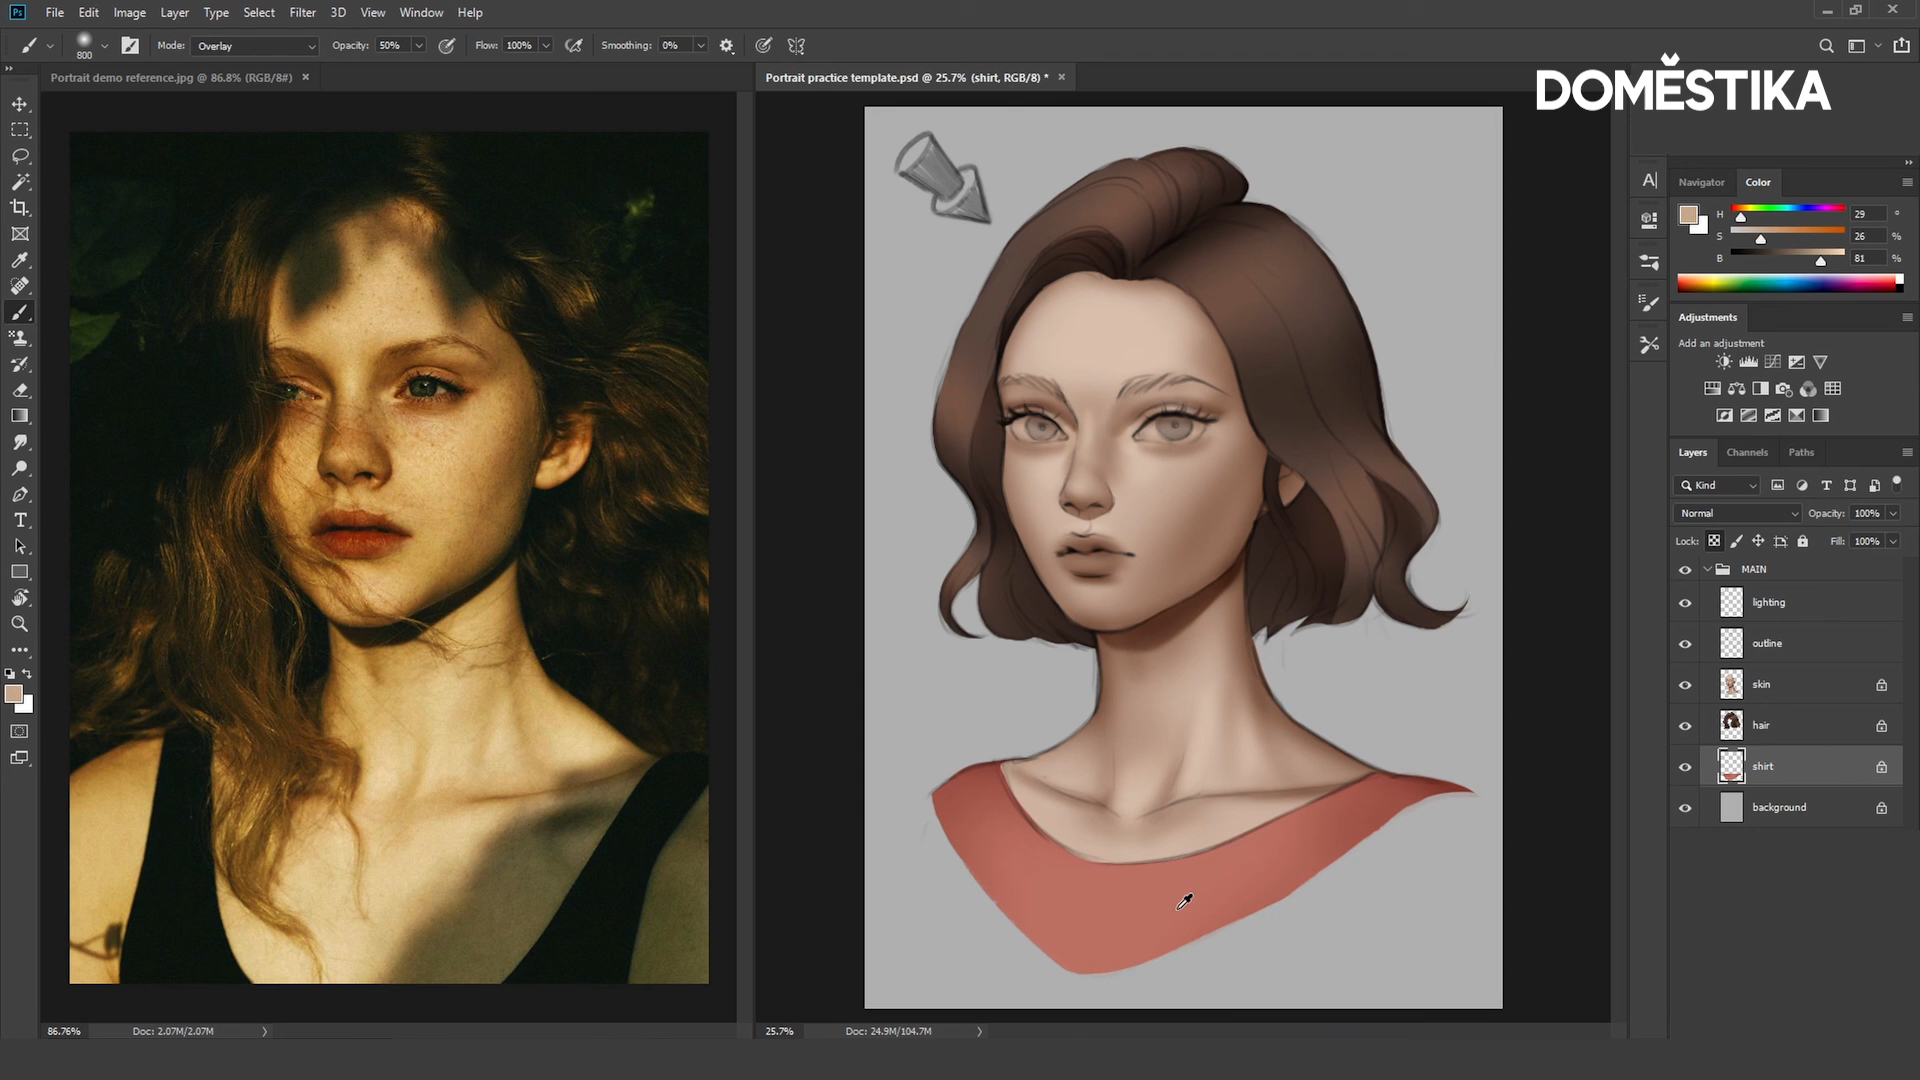 Ps File Edit Image Layer Type Select Filter 3D View Window Help
800 Mode: Overlay Opacity: 50% Flow: 100% Smoothing: 0%
Portrait demo reference.jpg @ 86.8% (RGB/8#) ×
Portrait practice template.psd @ 25.7% (shirt, RGB/8) * ×
DOMĚSTIKA
Navigator Color
H 29 °
S 26 %
B 81 %
Adjustments
Add an adjustment
Layers Channels Paths
Kind
Normal Opacity: 100%
Lock: Fill: 100%
MAIN
lighting
outline
skin
hair
shirt
background
86.76% Doc: 2.07M/2.07M
25.7% Doc: 24.9M/104.7M